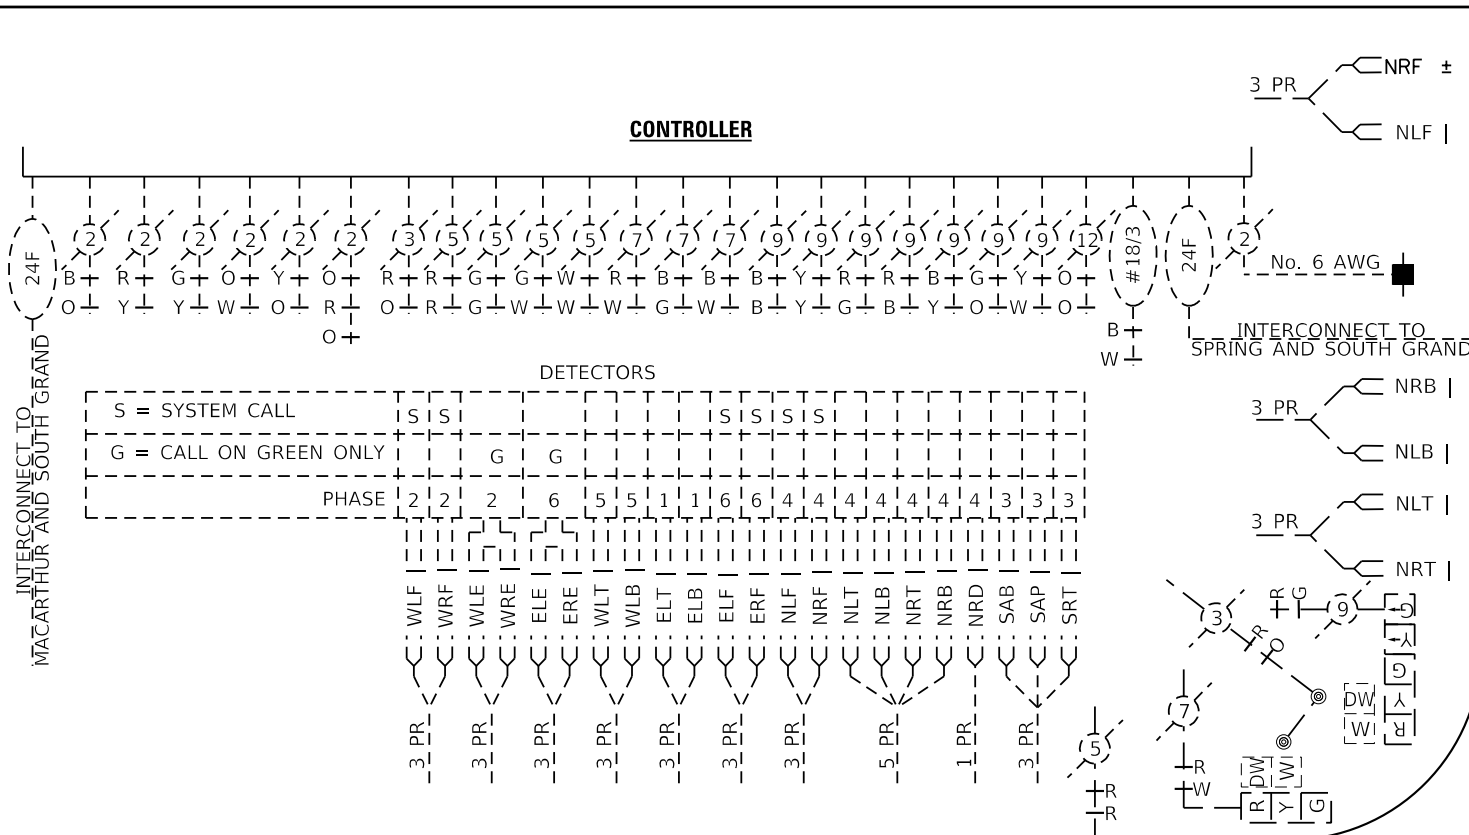 CONTROLLER
3 PR
NRF ±
NLF |
24F 2 2 2 2 2 2 3 5 5 5 5 7 7 7 9 9 9 9 9 9 9 12 #18/3 24F 2
B R G O Y O R R G G W R B B B Y R R B G Y O
O Y Y W O R O R G W W W G W B Y G B Y O W O
O
B
W
No. 6 AWG
INTERCONNECT TO
SPRING AND SOUTH GRAND
INTERCONNECT TO
MACARTHUR AND SOUTH GRAND
DETECTORS
S = SYSTEM CALL S S S S S S
G = CALL ON GREEN ONLY G G
PHASE 2 2 2 6 5 5 1 1 6 6 4 4 4 4 4 4 4 3 3 3
WLF WRF WLE WRE ELE ERE WLT WLB ELT ELB ELF ERF NLF NRF NLT NLB NRT NRB NRD SAB SAP SRT
3 PR 3 PR 3 PR 3 PR 3 PR 3 PR 3 PR 5 PR 1 PR 3 PR
3 PR
NRB |
NLB |
3 PR
NLT |
NRT |
3
R
O
R
G
9
G
Y
G
Y
R
DW
W
7
R
W
DW W
R Y G
5
R
R